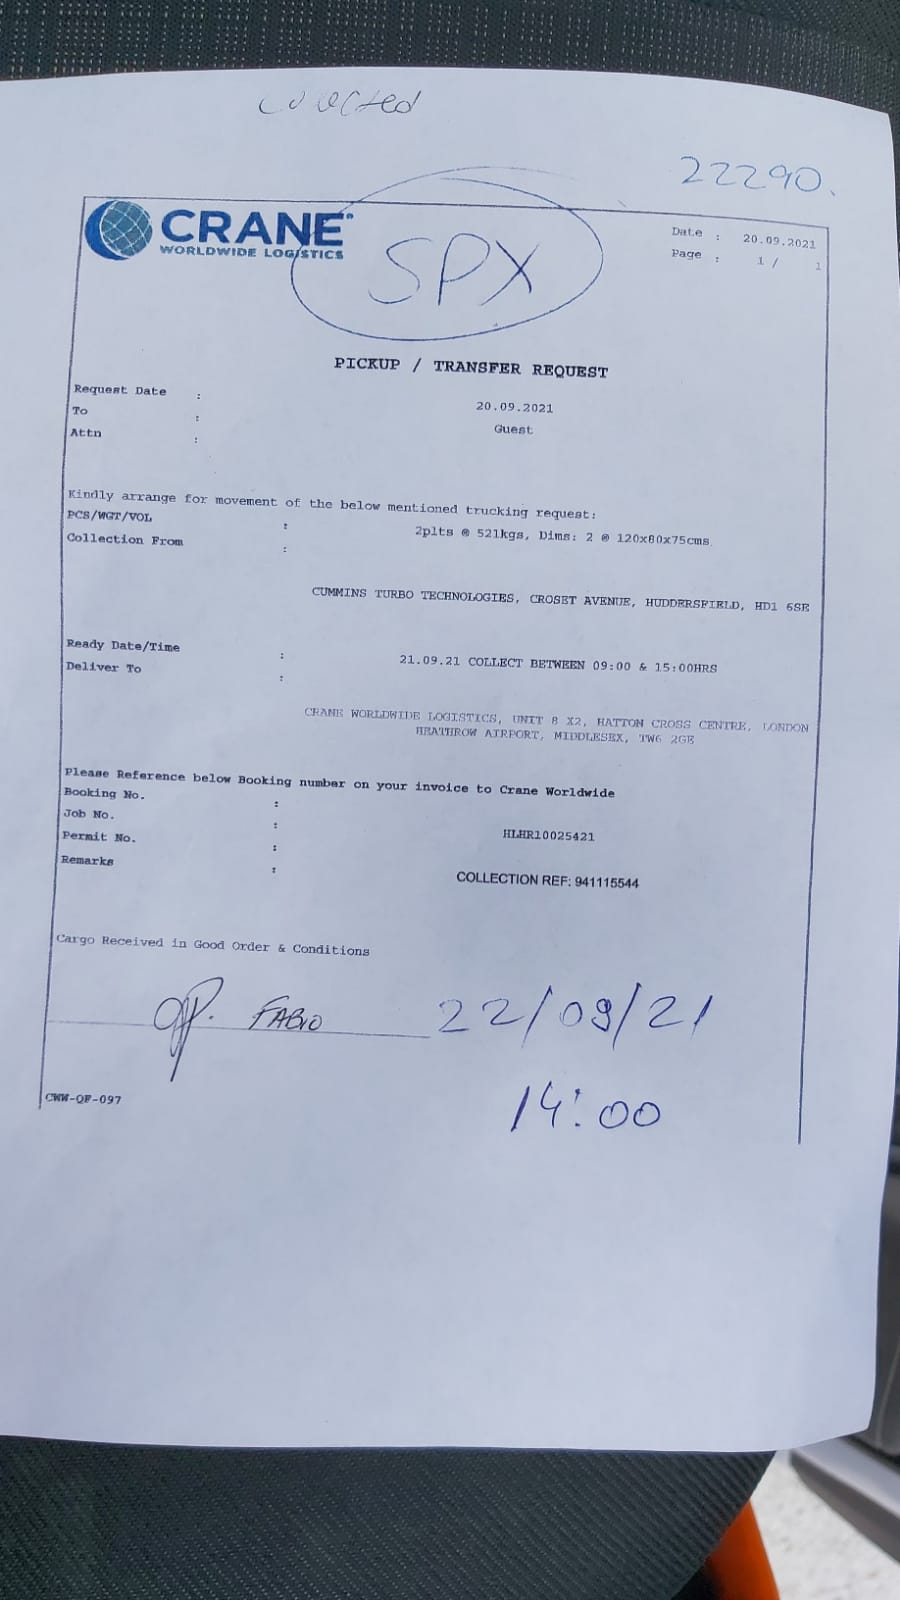 Collected
22290.
CRANE
WORLDWIDE LOGISTICS
SPX
Date : 20.09.2021
Page : 1 / 1
PICKUP / TRANSFER REQUEST
Request Date : 20.09.2021
To : Guest
Attn :
Kindly arrange for movement of the below mentioned trucking request:
PCS/WGT/VOL : 2plts @ 521kgs, Dims: 2 @ 120x80x75cms
Collection From :
CUMMINS TURBO TECHNOLOGIES, CROSET AVENUE, HUDDERSFIELD, HD1 6SE
Ready Date/Time : 21.09.21 COLLECT BETWEEN 09:00 & 15:00HRS
Deliver To :
CRANE WORLDWIDE LOGISTICS, UNIT 8 X2, HATTON CROSS CENTRE, LONDON
HEATHROW AIRPORT, MIDDLESEX, TW6 2GE
Please Reference below Booking number on your invoice to Crane Worldwide
Booking No. :
Job No. : HLHR10025421
Permit No. :
Remarks : COLLECTION REF: 941115544
Cargo Received in Good Order & Conditions
FABIO 22/09/21
14:00
CWW-QF-097